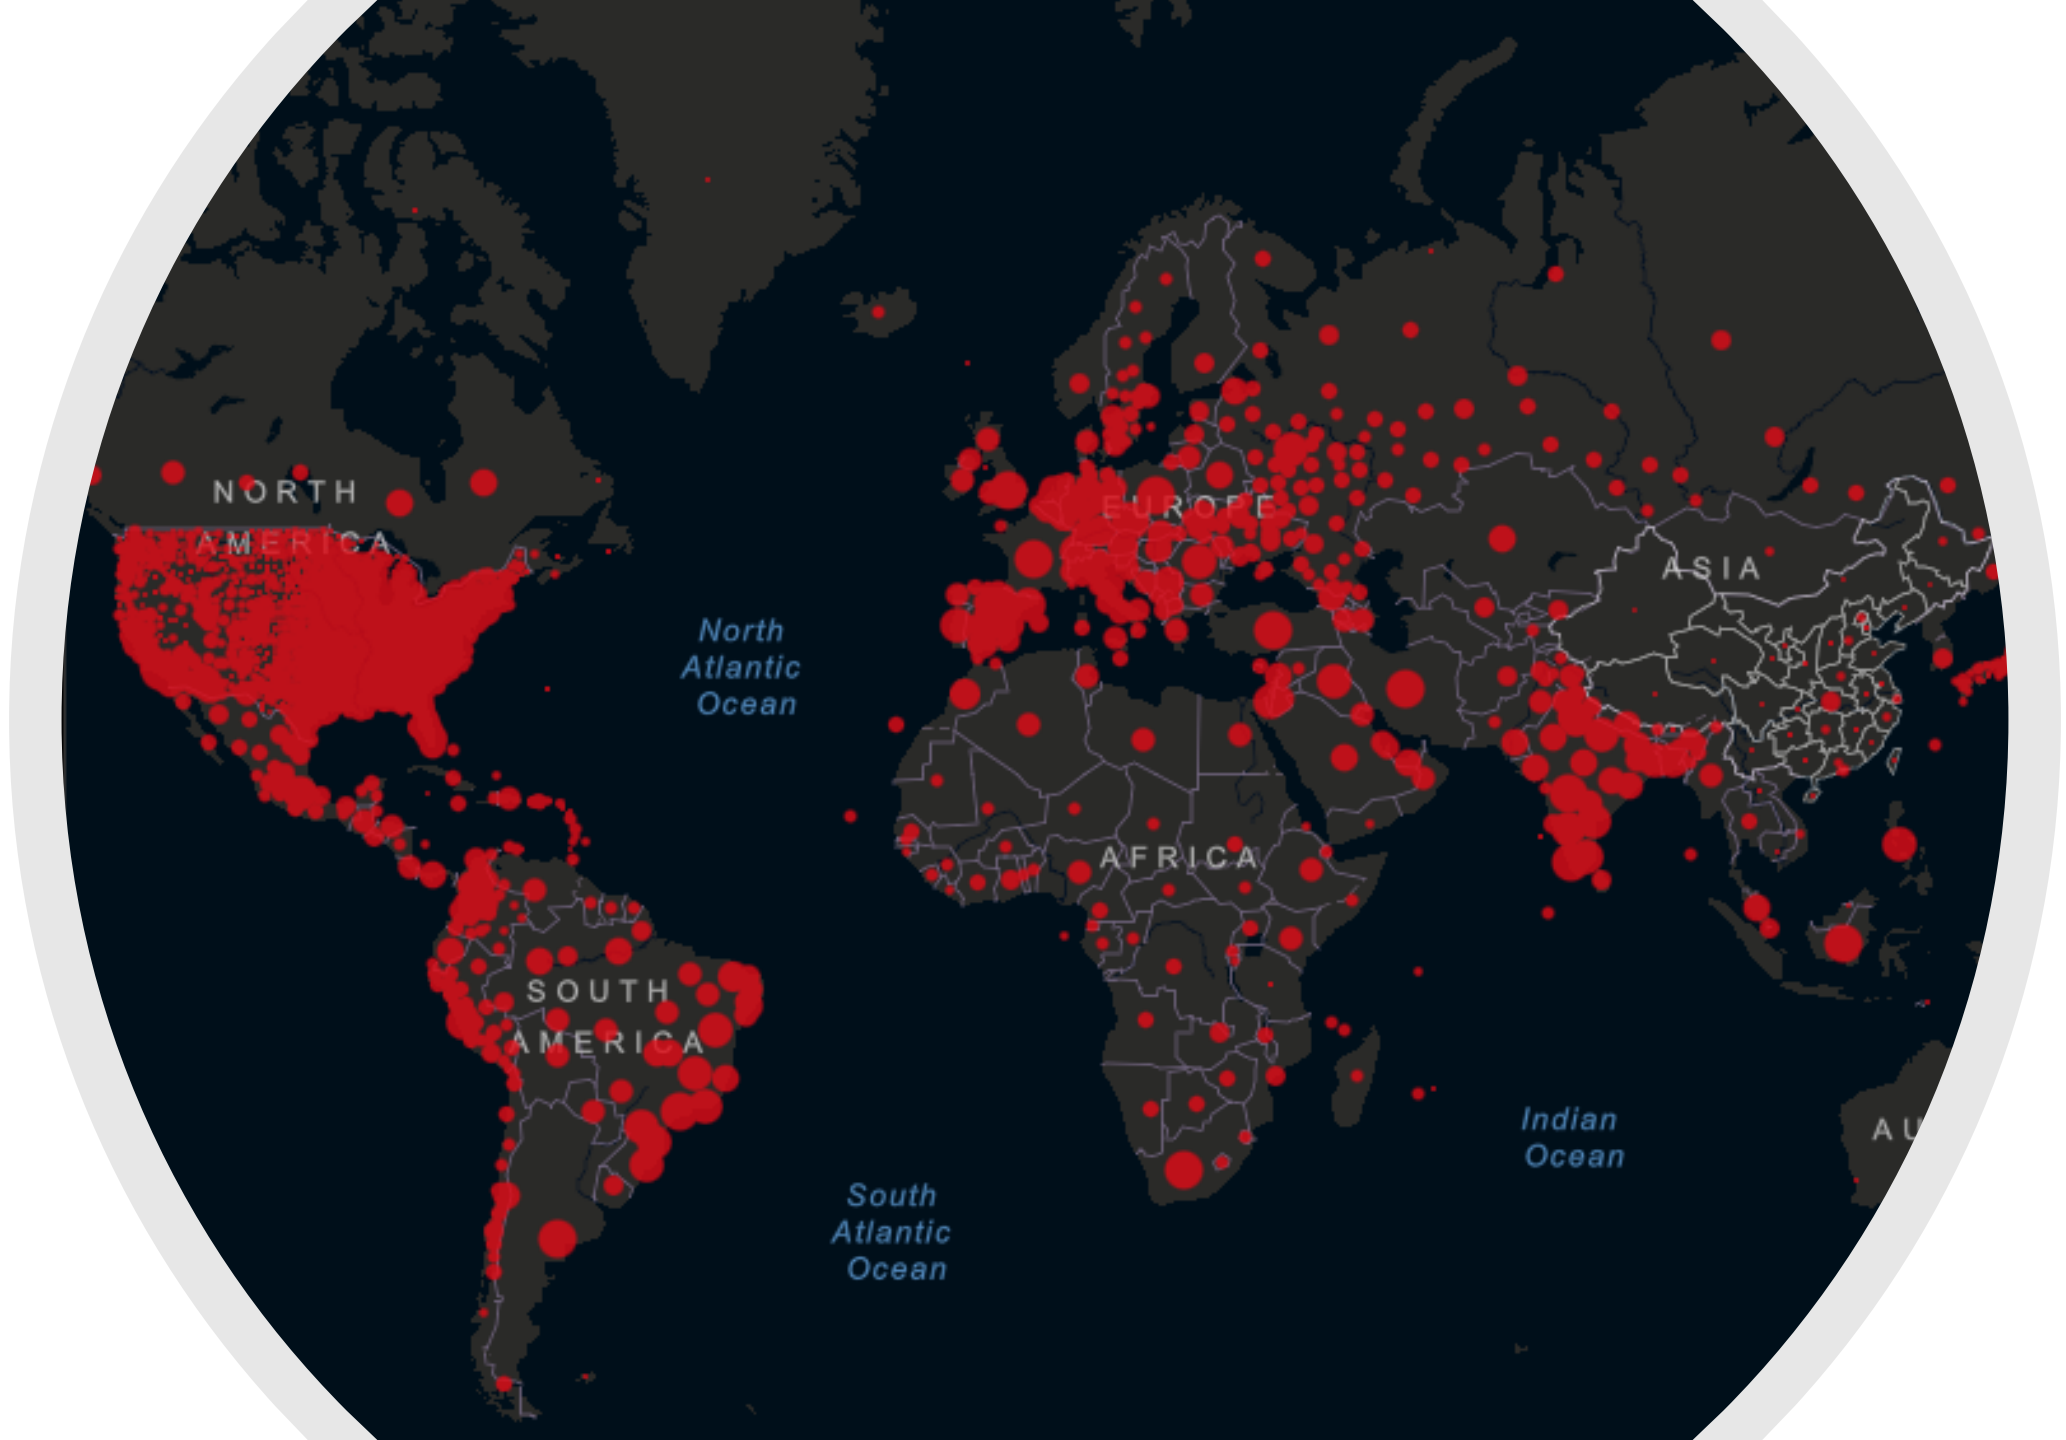 NORTH
AMERICA
EUROPE
ASIA
North
Atlantic
Ocean
AFRICA
SOUTH
AMERICA
Indian
Ocean
AU
South
Atlantic
Ocean